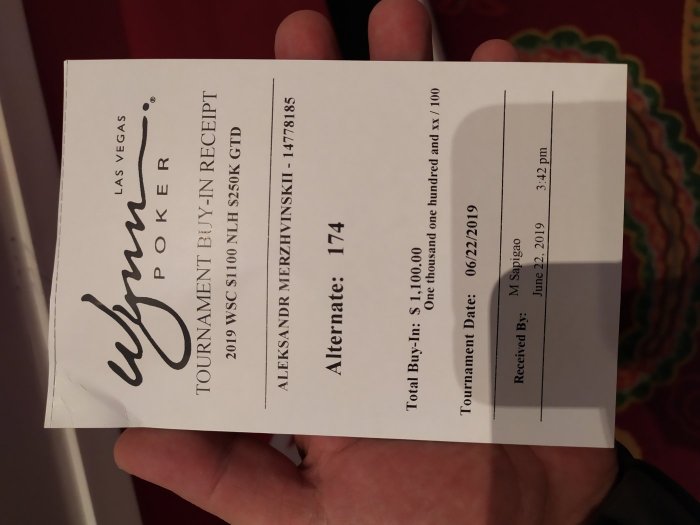 Wynn
LAS VEGAS
POKER
TOURNAMENT BUY-IN RECEIPT
2019 WSC $1100 NLH $250K GTD
ALEKSANDR MERZHVINSKII - 14778185
Alternate: 174
Total Buy-In: $ 1,100.00
One thousand one hundred and xx / 100
Tournament Date: 06/22/2019
Received By: M Sapigao
June 22, 2019 3:42 pm